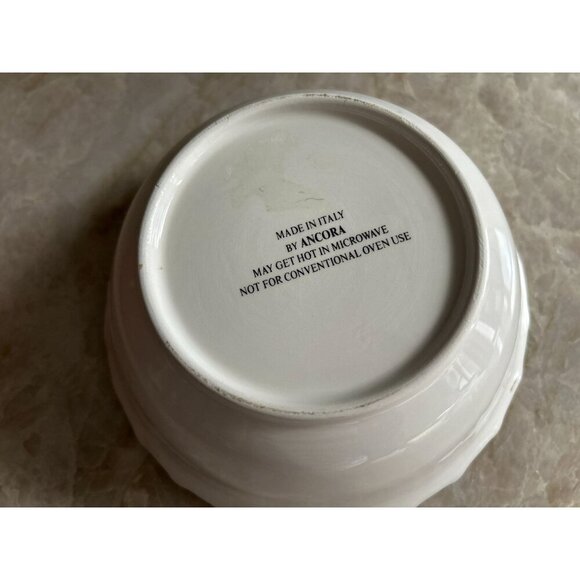 MADE IN ITALY
BY ANCORA
MAY GET HOT IN MICROWAVE
NOT FOR CONVENTIONAL OVEN USE